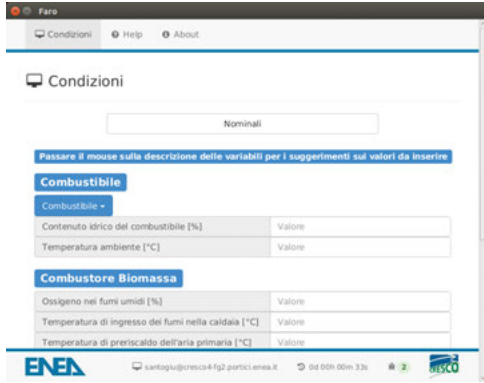 Faro
Condizioni Help About
Condizioni
Nominali
Passare il mouse sulla descrizione delle variabili per i suggerimenti sui valori da inserire
Combustibile
Combustibile
Contenuto idrico del combustibile [%] Valore
Temperatura ambiente [°C] Valore
Combustore Biomassa
Ossigeno nei fumi umidi [%] Valore
Temperatura di ingresso dei fumi nella caldaia [°C] Valore
Temperatura di preriscaldo dell'aria primaria [°C] Valore
ENEA santoglu@cresco4-fg2.portici.enea.it 0d 00h 00m 33s 2 CRESCO